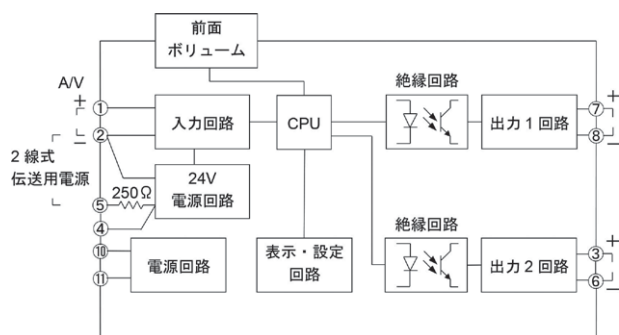 前面
ボリューム
A/V
+
①
−
②
2線式
伝送用電源
250Ω
⑤
④
⑩
⑪
入力回路
24V
電源回路
電源回路
CPU
表示・設定
回路
絶縁回路
出力1回路
+
⑦
⑧
−
絶縁回路
出力2回路
+
③
⑥
−